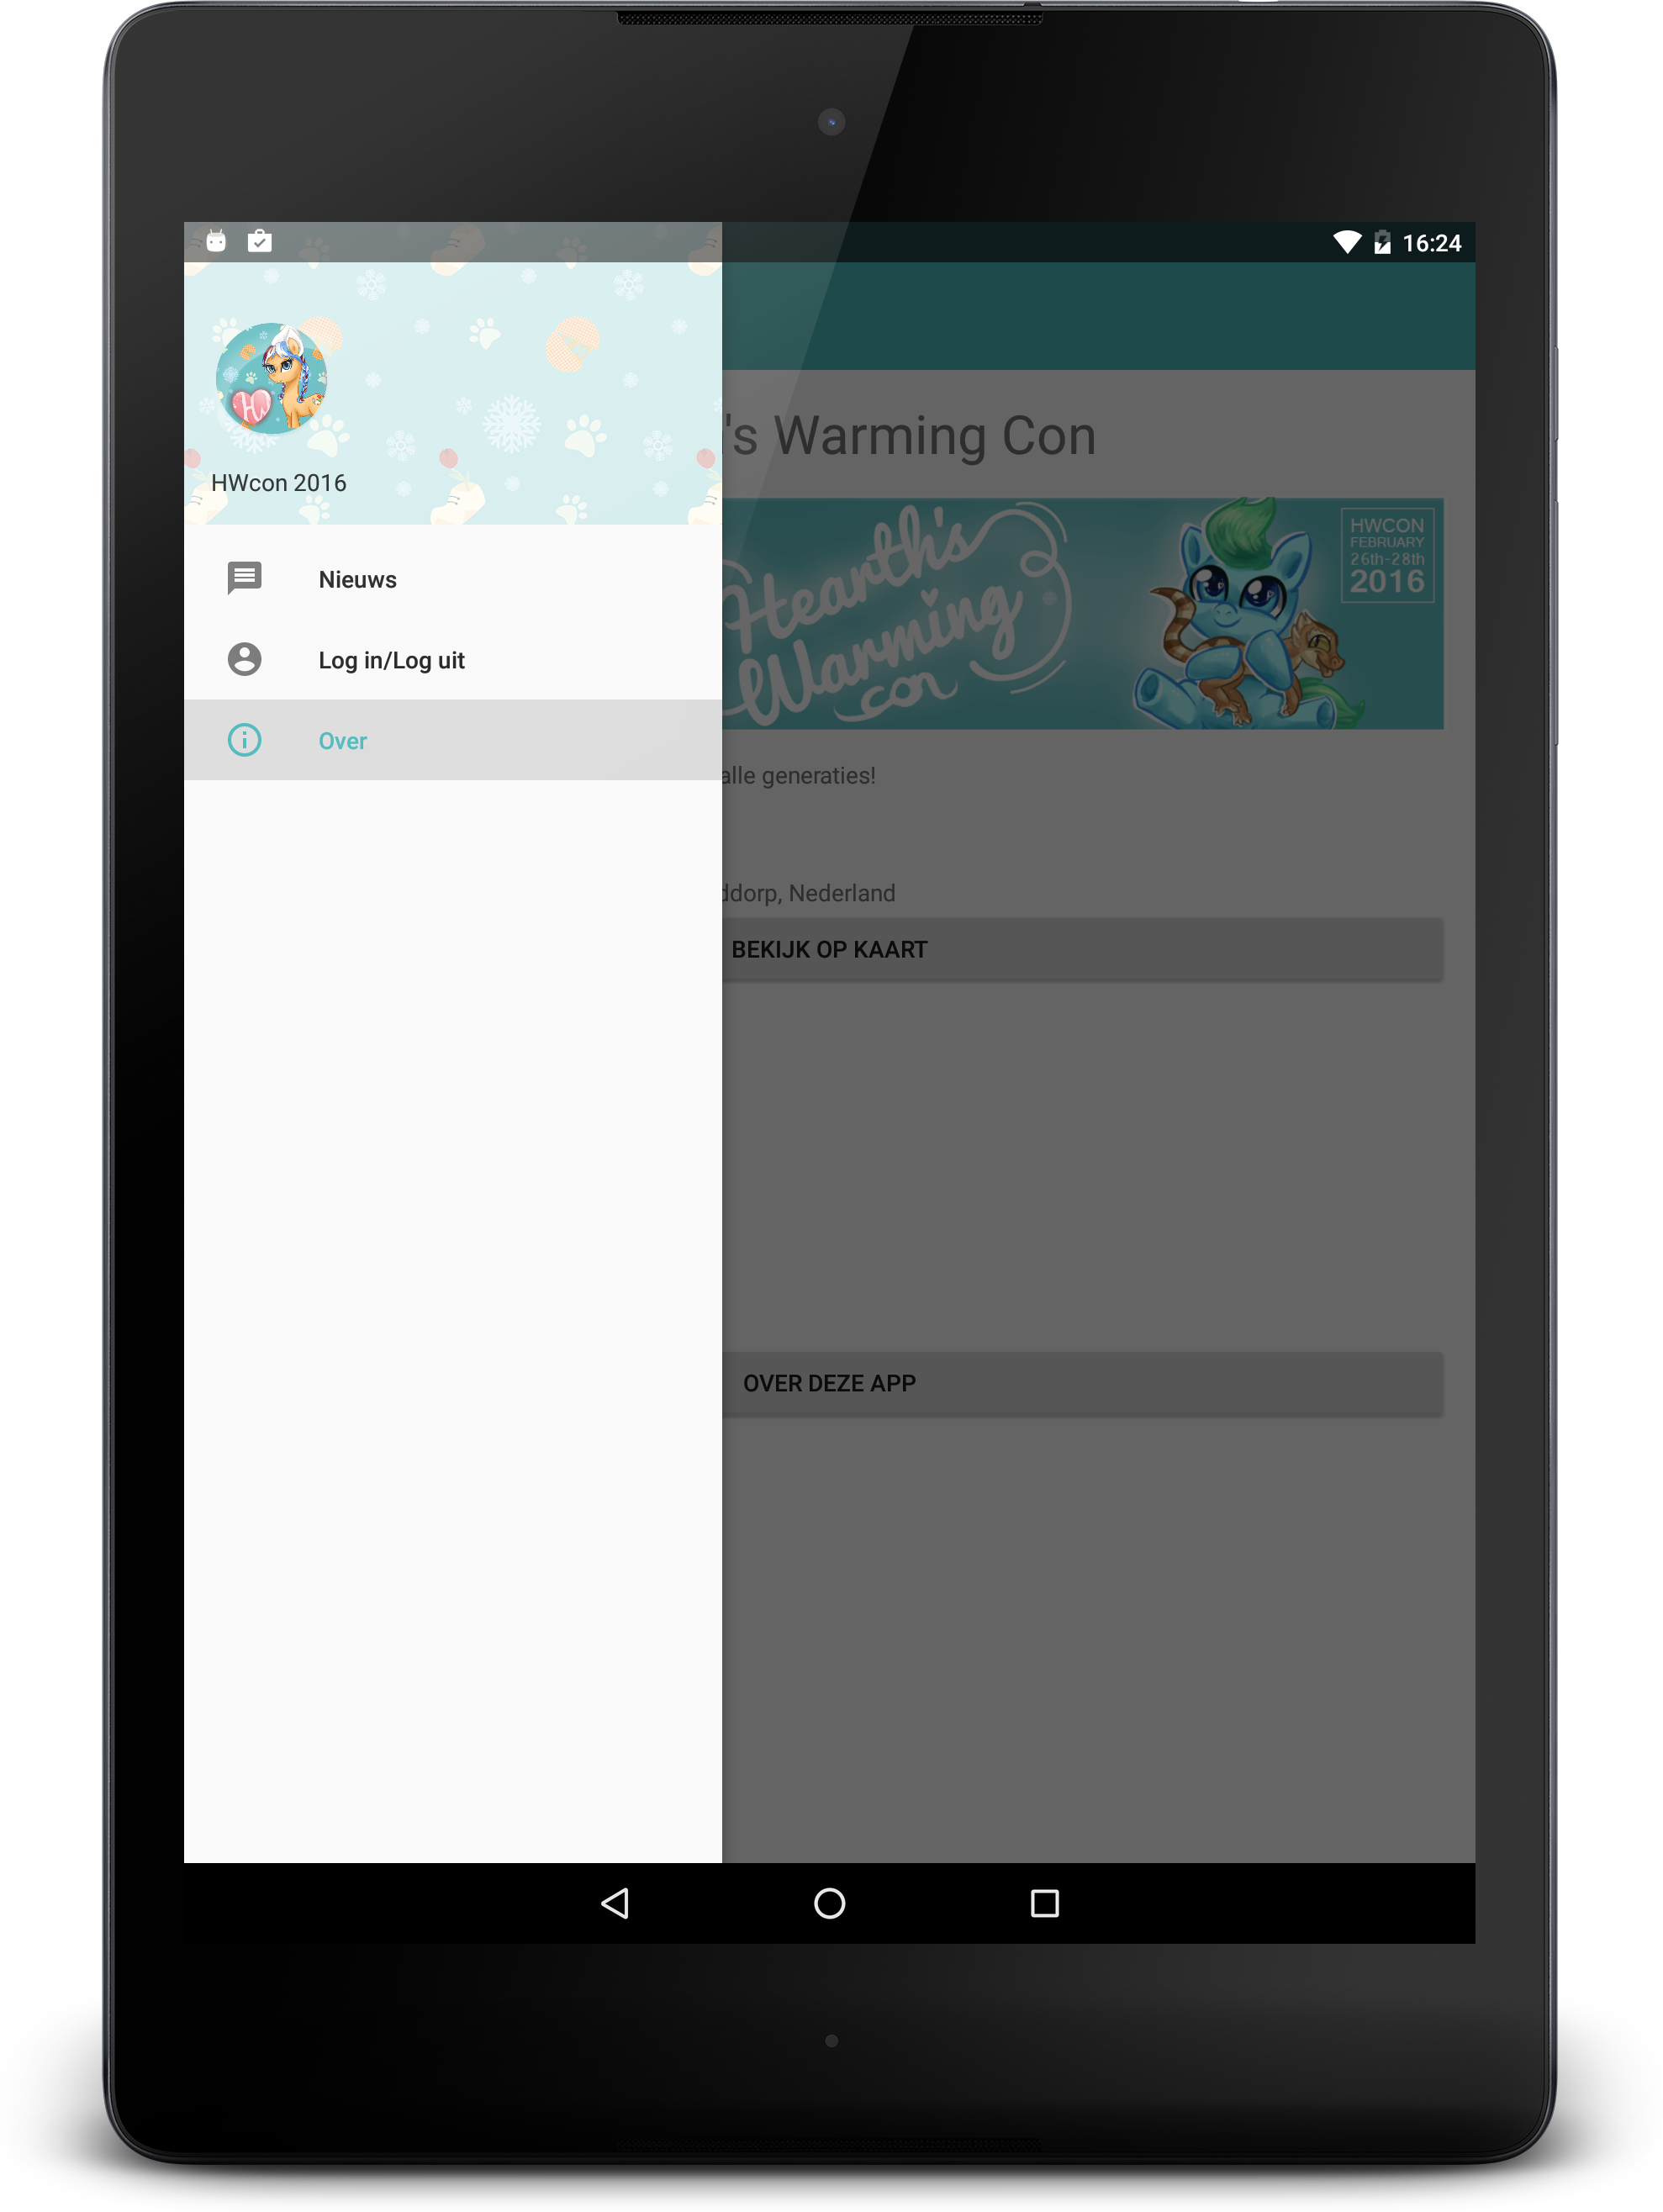 16:24
HWcon 2016
Nieuws
Log in/Log uit
Over
's Warming Con
Hearth's
Warming
con
HWCON
FEBRUARY
26th-28th
2016
alle generaties!
ddorp, Nederland
BEKIJK OP KAART
OVER DEZE APP